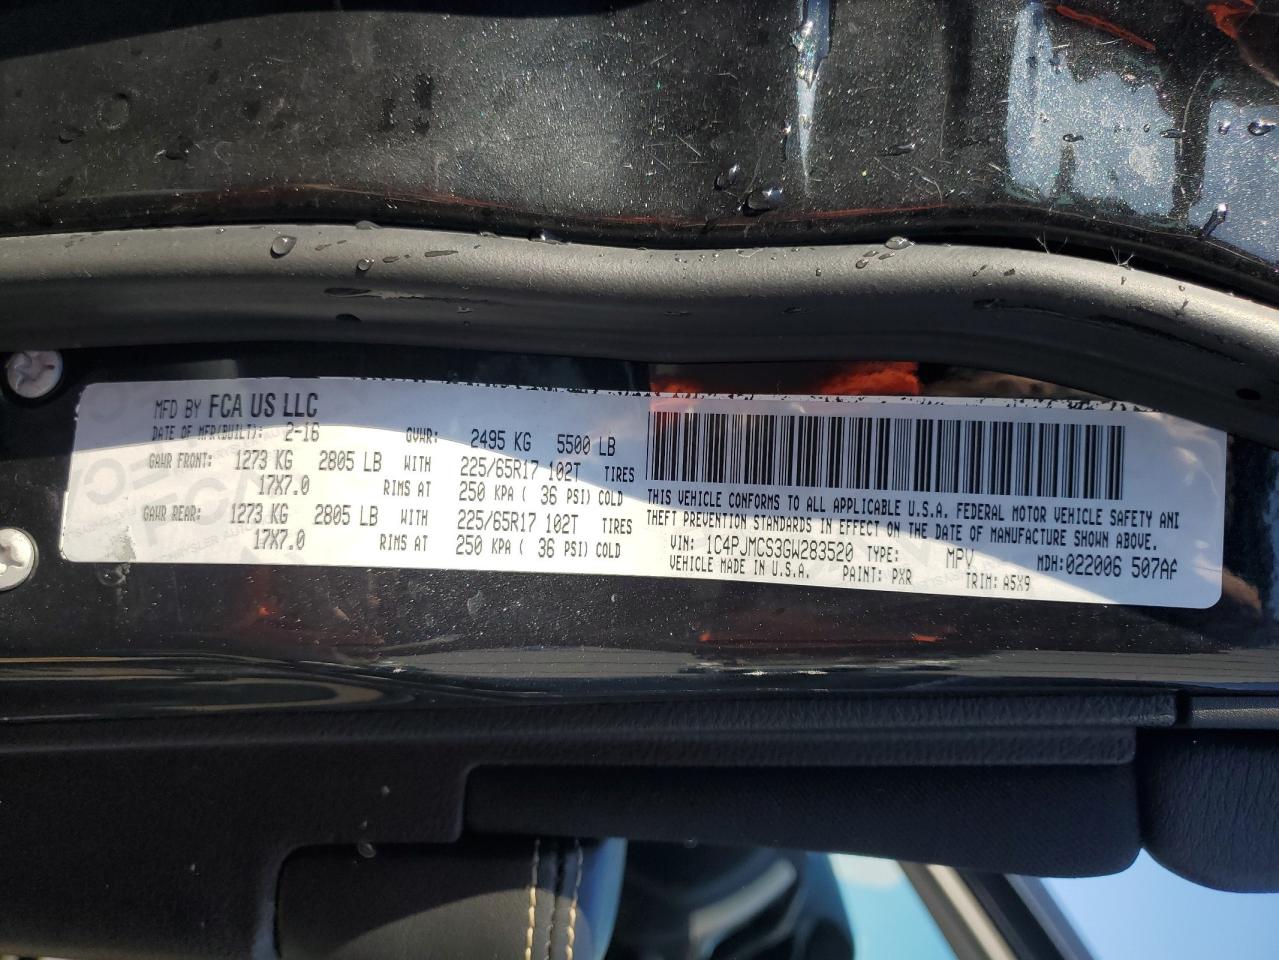 MFD BY FCA US LLC
DATE OF MFR(BUILT): 2-16 GVWR: 2495 KG 5500 LB
GAWR FRONT: 1273 KG 2805 LB WITH 225/65R17 102T TIRES
17X7.0 RIMS AT 250 KPA ( 36 PSI) COLD
GAWR REAR: 1273 KG 2805 LB WITH 225/65R17 102T TIRES
17X7.0 RIMS AT 250 KPA ( 36 PSI) COLD
THIS VEHICLE CONFORMS TO ALL APPLICABLE U.S.A. FEDERAL MOTOR VEHICLE SAFETY AND
THEFT PREVENTION STANDARDS IN EFFECT ON THE DATE OF MANUFACTURE SHOWN ABOVE.
VIN: 1C4PJMCS3GW283520 TYPE: MPV MDH:022006 507AA
VEHICLE MADE IN U.S.A. PAINT: PXR TRIM: A5X9